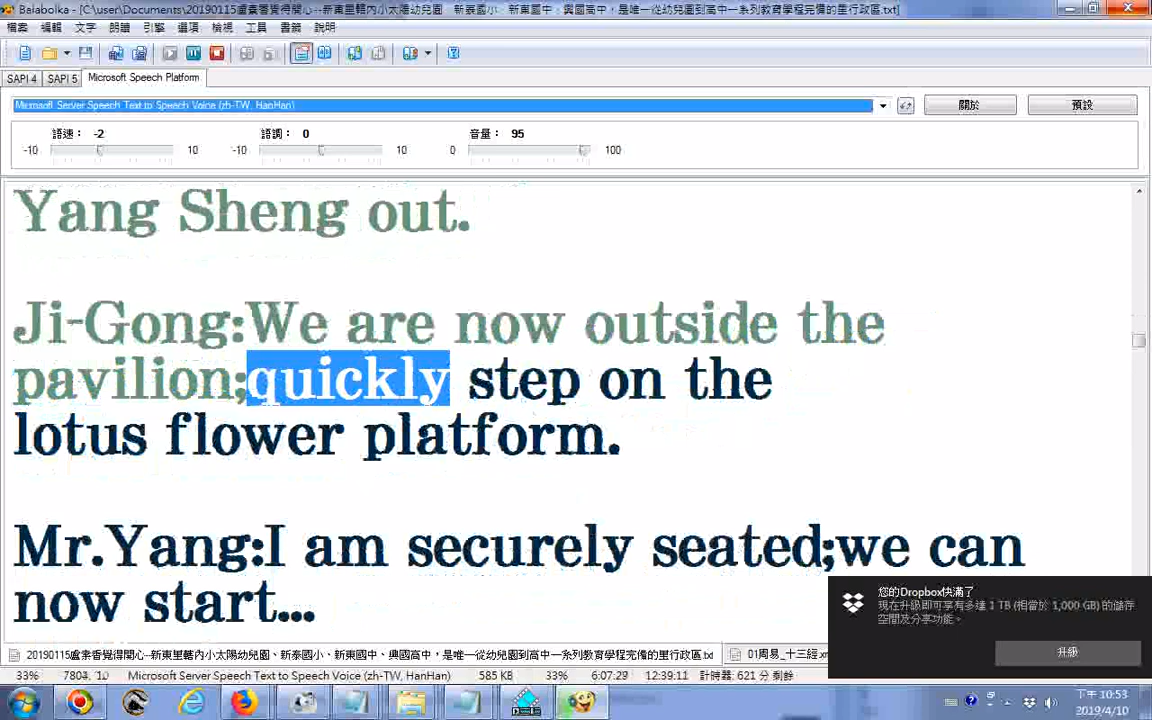 Balabolka - [C:\user\Documents\20190115盧素香覺得開心--新東里轄內小太陽幼兒園、新泰國小、新東國中、興國高中，是唯一從幼兒園到高中一系列教育學程完備的里行政區.txt]
檔案 編輯 文字 朗讀 引擎 選項 檢視 工具 書籤 說明
SAPI 4 SAPI 5 Microsoft Speech Platform
Microsoft Server Speech Text to Speech Voice (zh-TW, HanHan) 關於 預設
語速： -2 語調： 0 音量： 95
-10 10 -10 10 0 100
Yang Sheng out.
Ji-Gong:We are now outside the
pavilion;quickly step on the
lotus flower platform.
Mr.Yang:I am securely seated;we can
now start...
您的Dropbox快滿了
現在升級即可享有多達 1 TB (相當於 1,000 GB) 的儲存
空間及分享功能。
升級
20190115盧素香覺得開心--新東里轄內小太陽幼兒園、新泰國小、新東國中、興國高中，是唯一從幼兒園到高中一系列教育學程完備的里行政區.txt 01周易_十三經
33% 7804, 10 Microsoft Server Speech Text to Speech Voice (zh-TW, HanHan) 585 KB 33% 6:07:29 12:39:11 計時器: 621 分 剩餘
下午 10:53
2019/4/10